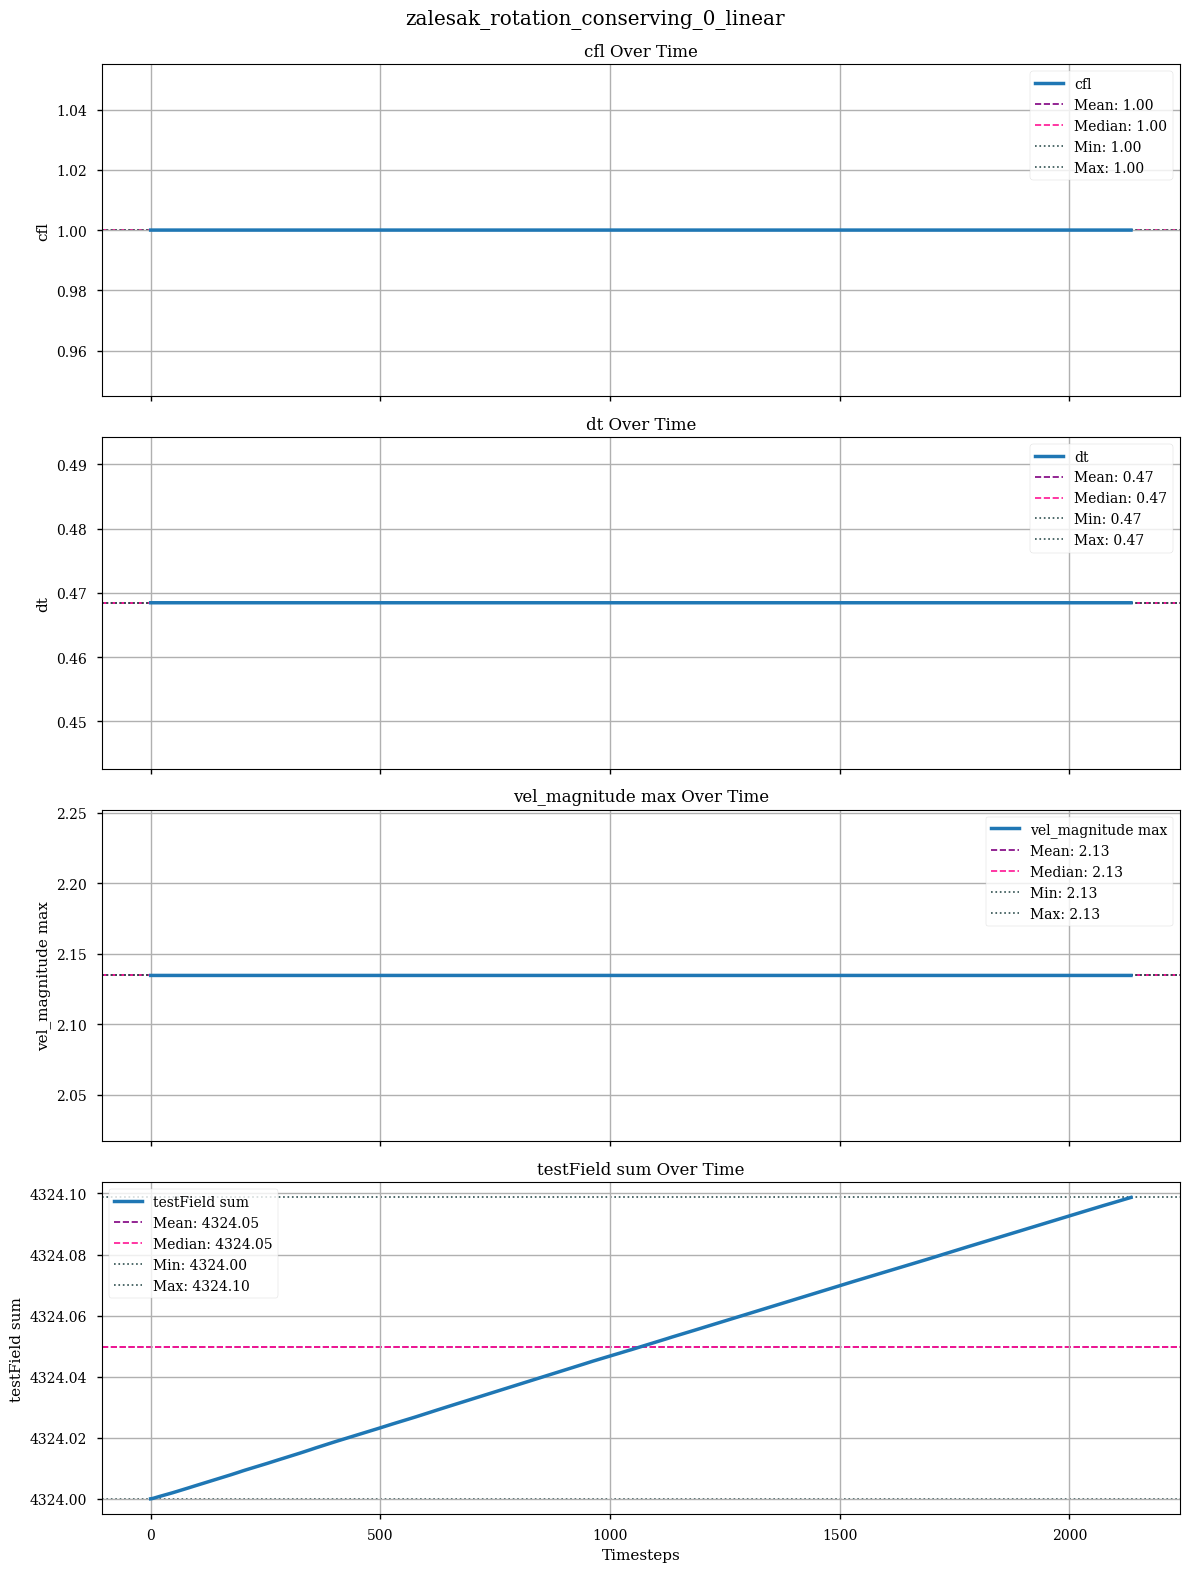 zalesak_rotation_conserving_0_linear
cfl Over Time
cfl
1.04
1.02
1.00
0.98
0.96
cfl
Mean: 1.00
Median: 1.00
Min: 1.00
Max: 1.00
dt Over Time
dt
0.49
0.48
0.47
0.46
0.45
dt
Mean: 0.47
Median: 0.47
Min: 0.47
Max: 0.47
vel_magnitude max Over Time
vel_magnitude max
2.25
2.20
2.15
2.10
2.05
vel_magnitude max
Mean: 2.13
Median: 2.13
Min: 2.13
Max: 2.13
testField sum Over Time
testField sum
4324.10
4324.08
4324.06
4324.04
4324.02
4324.00
testField sum
Mean: 4324.05
Median: 4324.05
Min: 4324.00
Max: 4324.10
0 500 1000 1500 2000
Timesteps